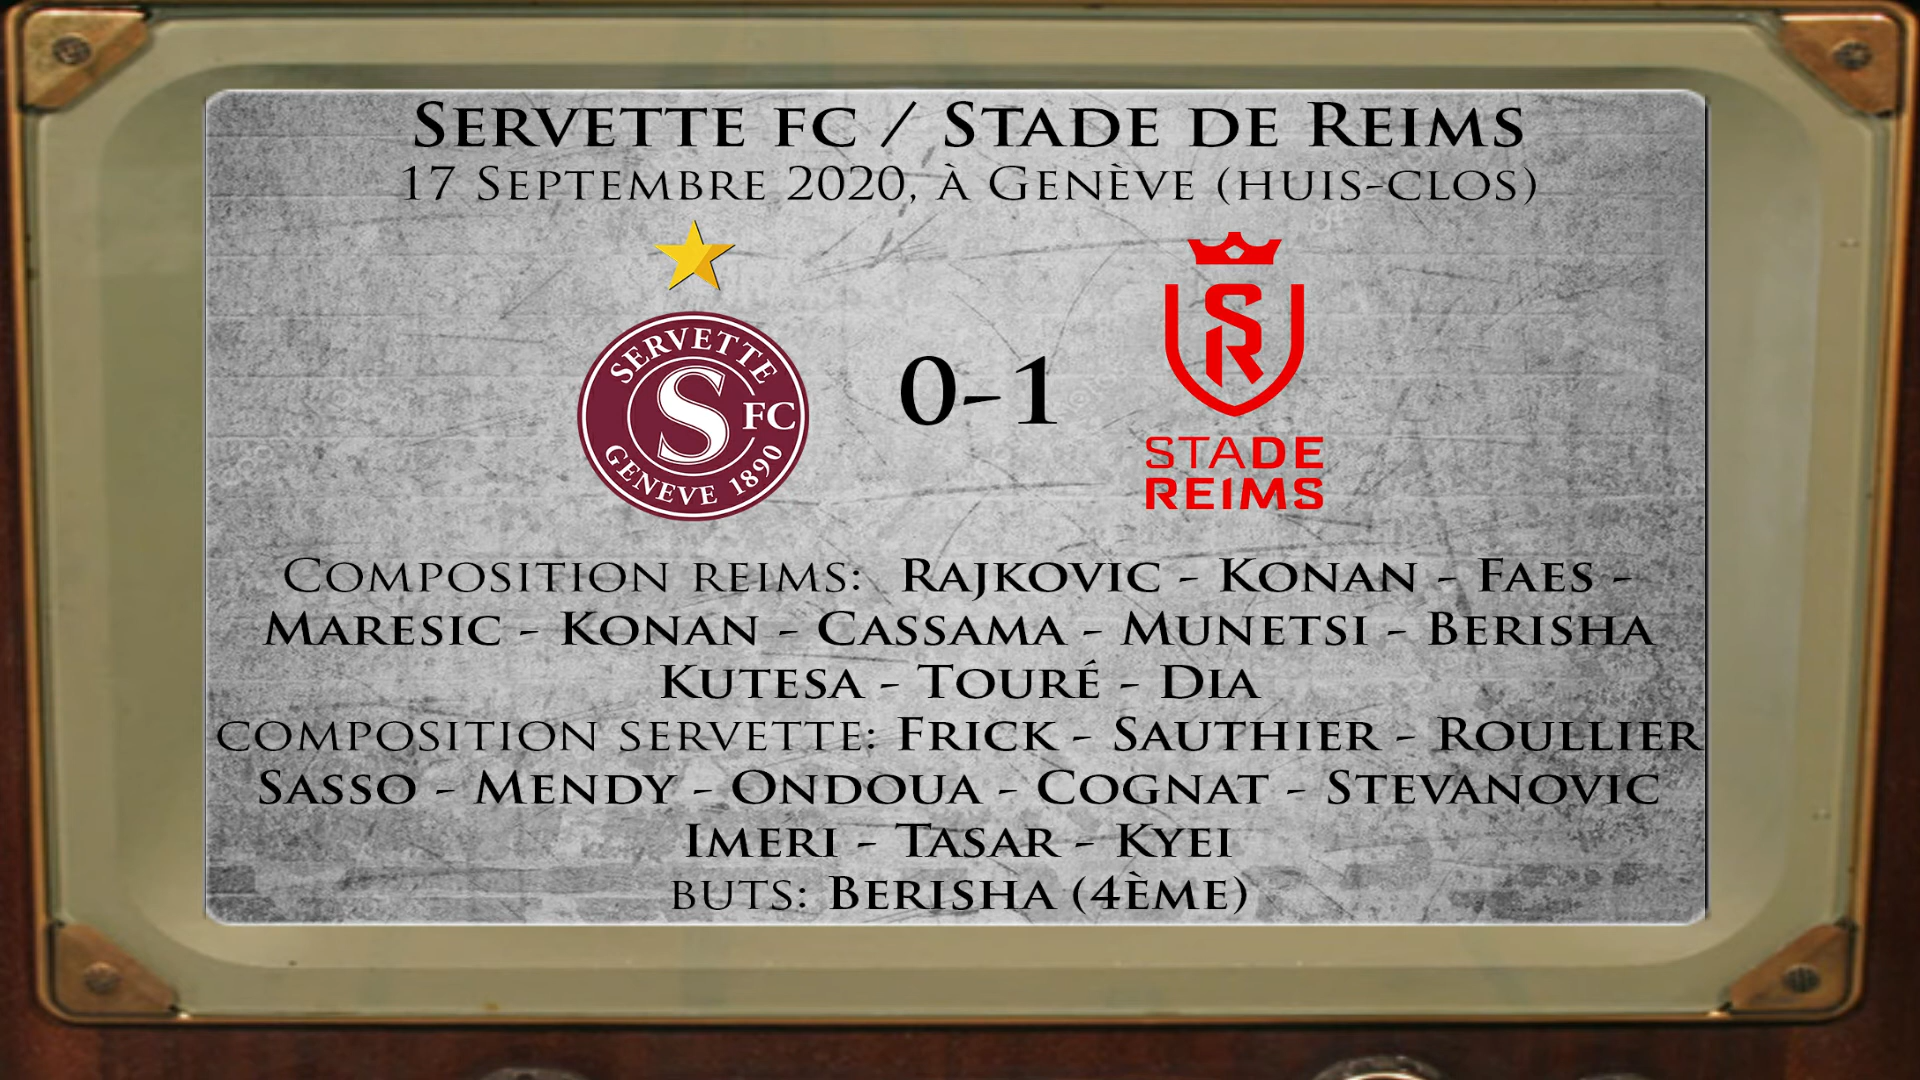 Servette fc / Stade de Reims
17 Septembre 2020, à Genève (huis-clos)
SERVETTE
S
FC
GENEVE 1890
0-1
SR
STADE
REIMS
Composition reims: Rajkovic - Konan - Faes -
Maresic - Konan - Cassama - Munetsi - Berisha
Kutesa - Touré - Dia
composition servette: Frick - Sauthier - Roullier
Sasso - Mendy - Ondoua - Cognat - Stevanovic
Imeri - Tasar - Kyei
buts: Berisha (4ème)